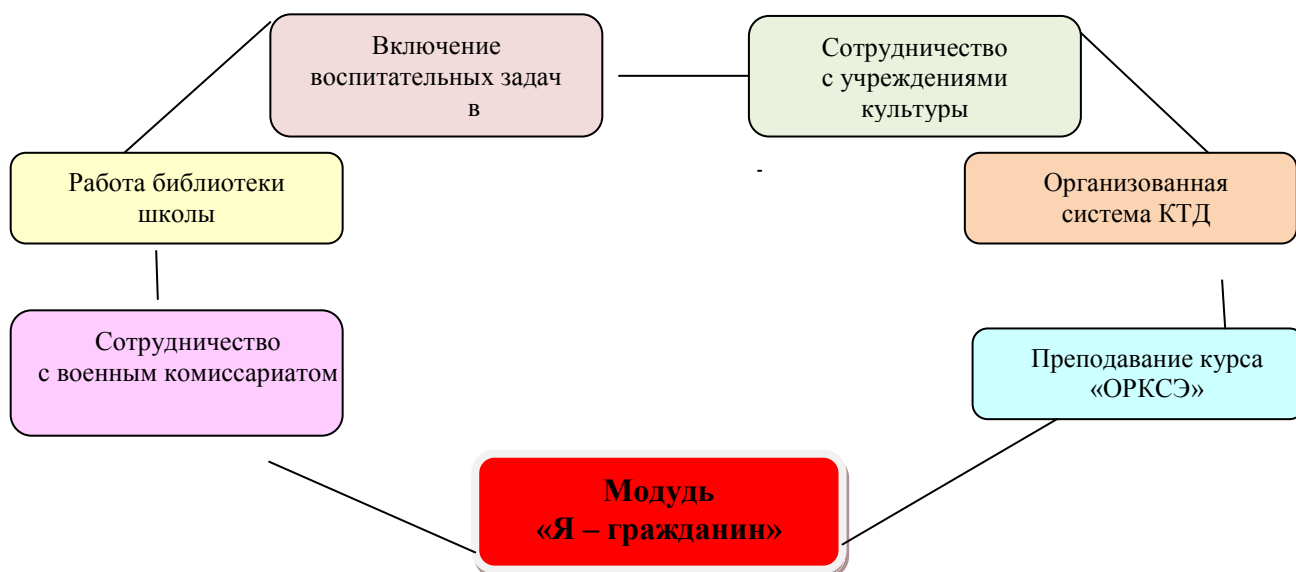 Включение
воспитательных задач
в
Сотрудничество
с учреждениями
культуры
Работа библиотеки
школы
-
Организованная
система КТД
Сотрудничество
с военным комиссариатом
Преподавание курса
«ОРКСЭ»
Модудь
«Я – гражданин»